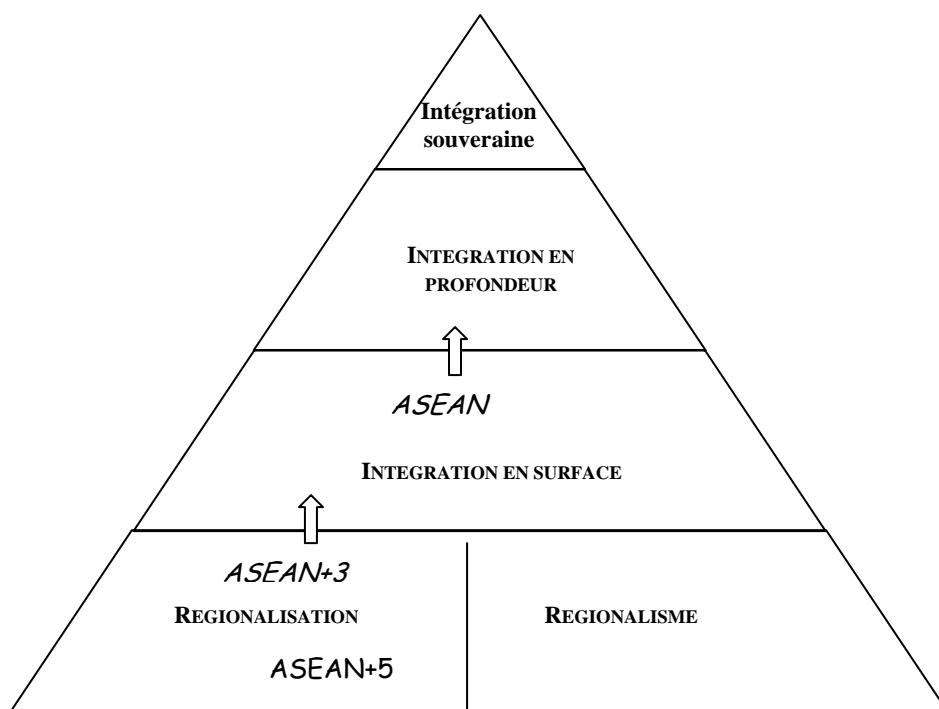 Intégration
souveraine
INTEGRATION EN
PROFONDEUR
ASEAN
INTEGRATION EN SURFACE
ASEAN+3
REGIONALISATION
REGIONALISME
ASEAN+5